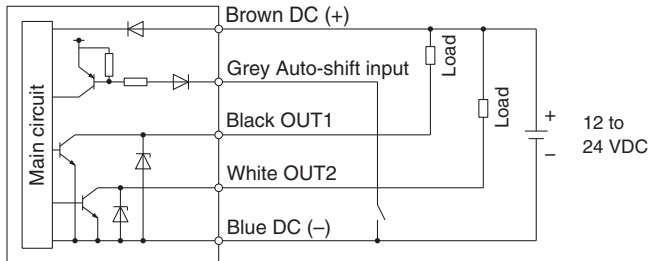 Brown DC (+)
Grey Auto-shift input
Black OUT1
White OUT2
Blue DC (–)
Main circuit
Load
Load
+
–
12 to
24 VDC